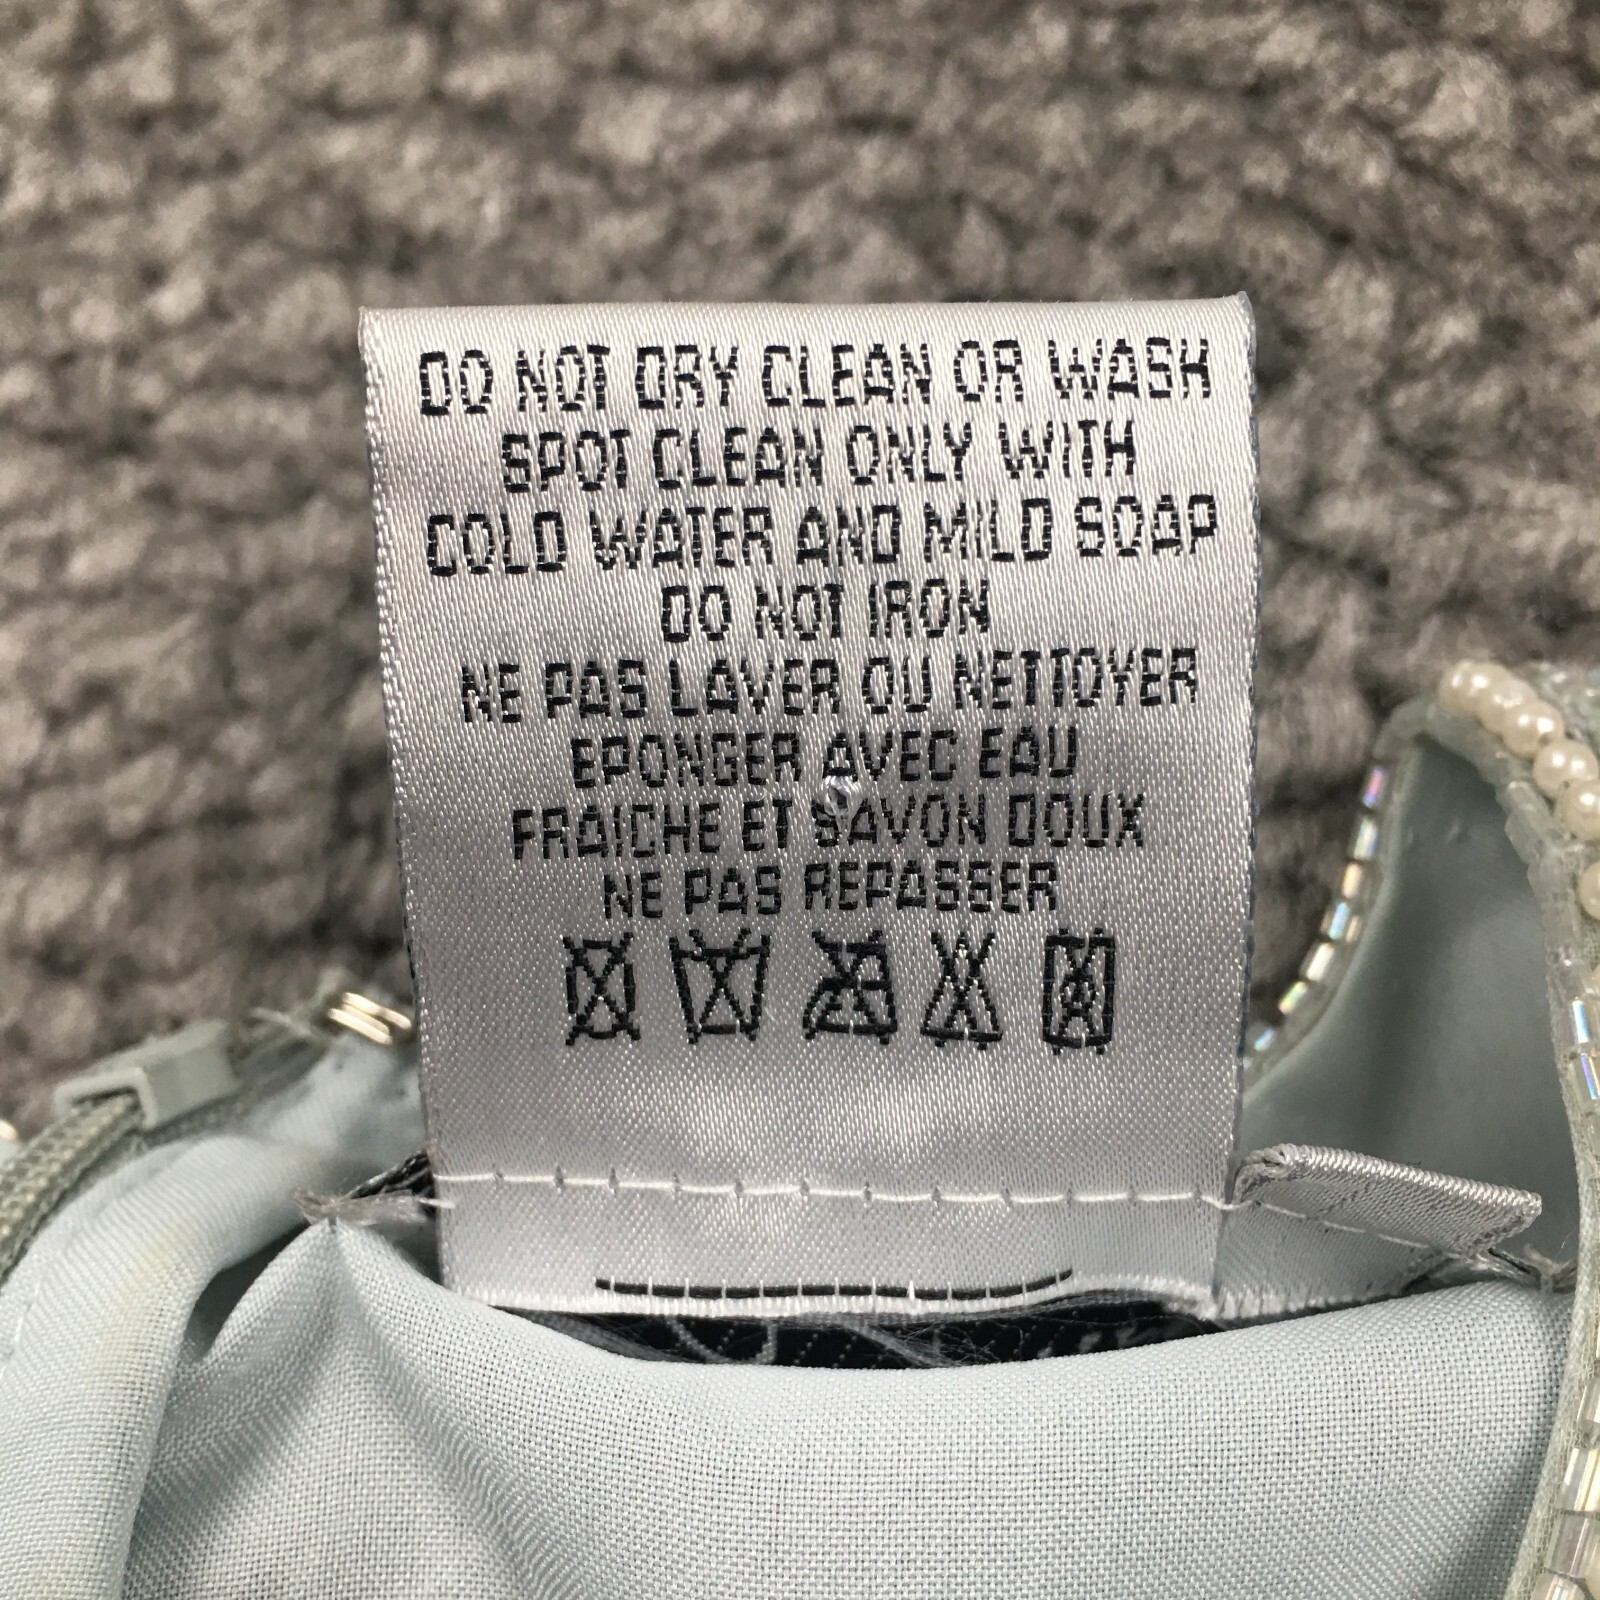 DO NOT DRY CLEAN OR WASH
SPOT CLEAN ONLY WITH
COLD WATER AND MILD SOAP
DO NOT IRON
NE PAS LAVER OU NETTOYER
EPONGER AVEC EAU
FRAICHE ET SAVON DOUX
NE PAS REPASSER